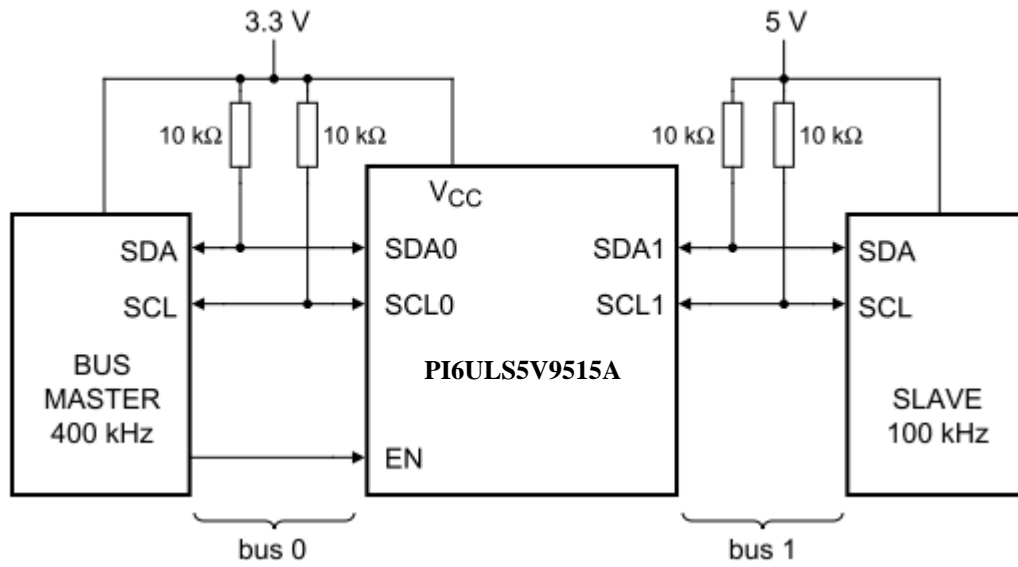 3.3 V
5 V
10 kΩ
10 kΩ
10 kΩ
10 kΩ
VCC
SDA
SDA0
SDA1
SDA
SCL
SCL0
SCL1
SCL
PI6ULS5V9515A
BUS
MASTER
400 kHz
SLAVE
100 kHz
EN
bus 0
bus 1